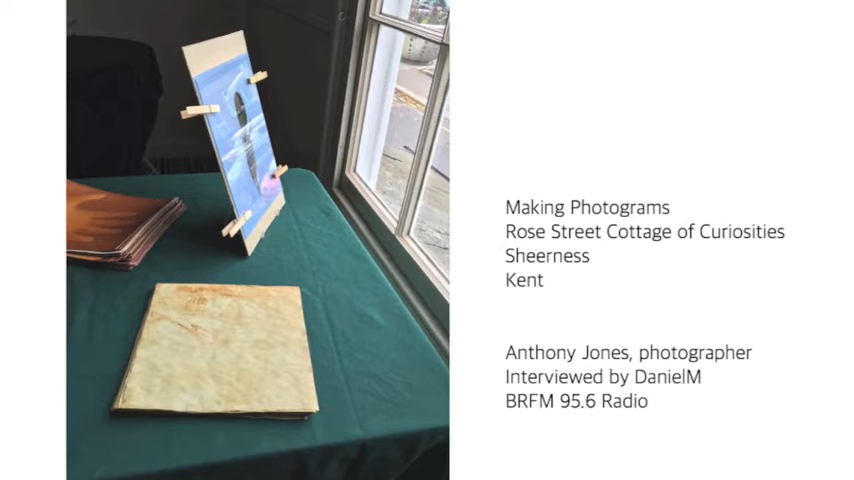 Making Photograms
Rose Street Cottage of Curiosities
Sheerness
Kent
Anthony Jones, photographer
Interviewed by DanielM
BRFM 95.6 Radio